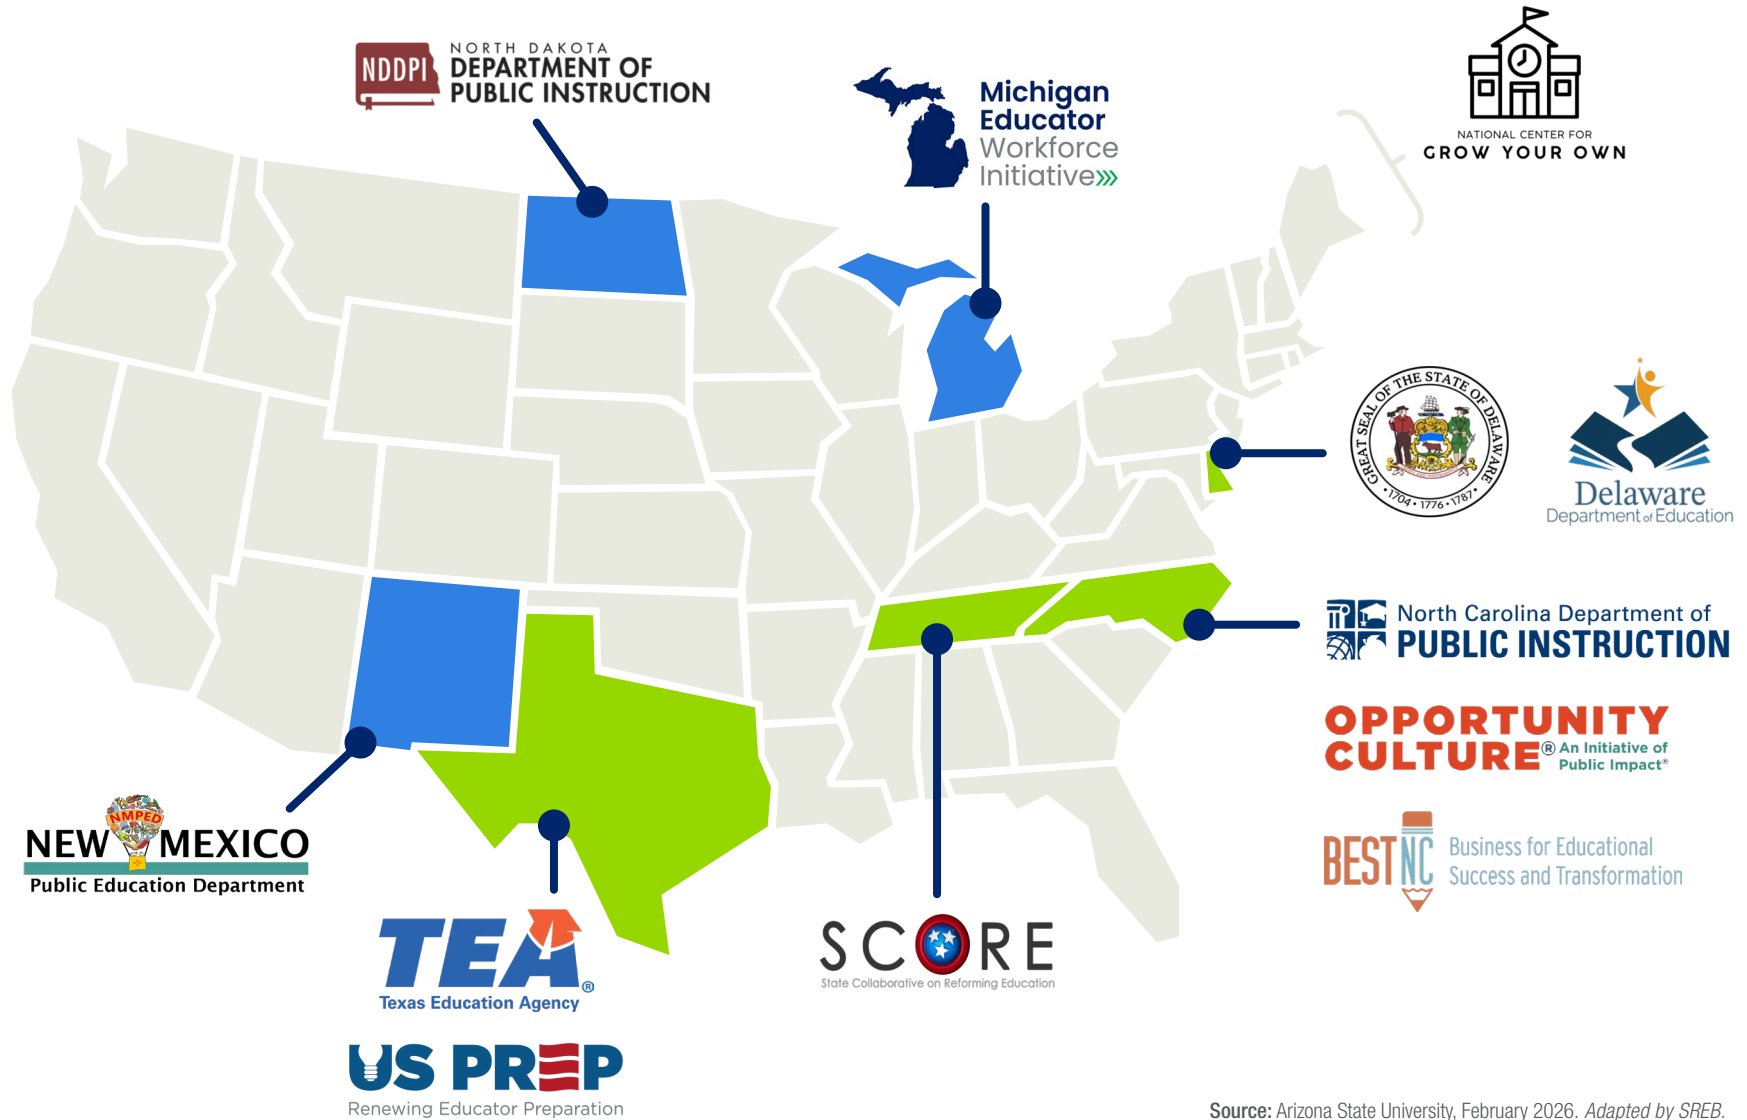 NDDPI
NORTH DAKOTA
DEPARTMENT OF
PUBLIC INSTRUCTION
Michigan
Educator
Workforce
Initiative
NATIONAL CENTER FOR
GROW YOUR OWN
GREAT SEAL OF THE STATE OF DELAWARE
• 1704 • 1776 • 1787 •
Delaware
Department of Education
North Carolina Department of
PUBLIC INSTRUCTION
OPPORTUNITY
CULTURE® An Initiative of
Public Impact®
BEST NC
Business for Educational
Success and Transformation
NMPED
NEW MEXICO
Public Education Department
TEA®
Texas Education Agency
US PREP
Renewing Educator Preparation
SCORE
State Collaborative on Reforming Education
Source: Arizona State University, February 2026. Adapted by SREB.